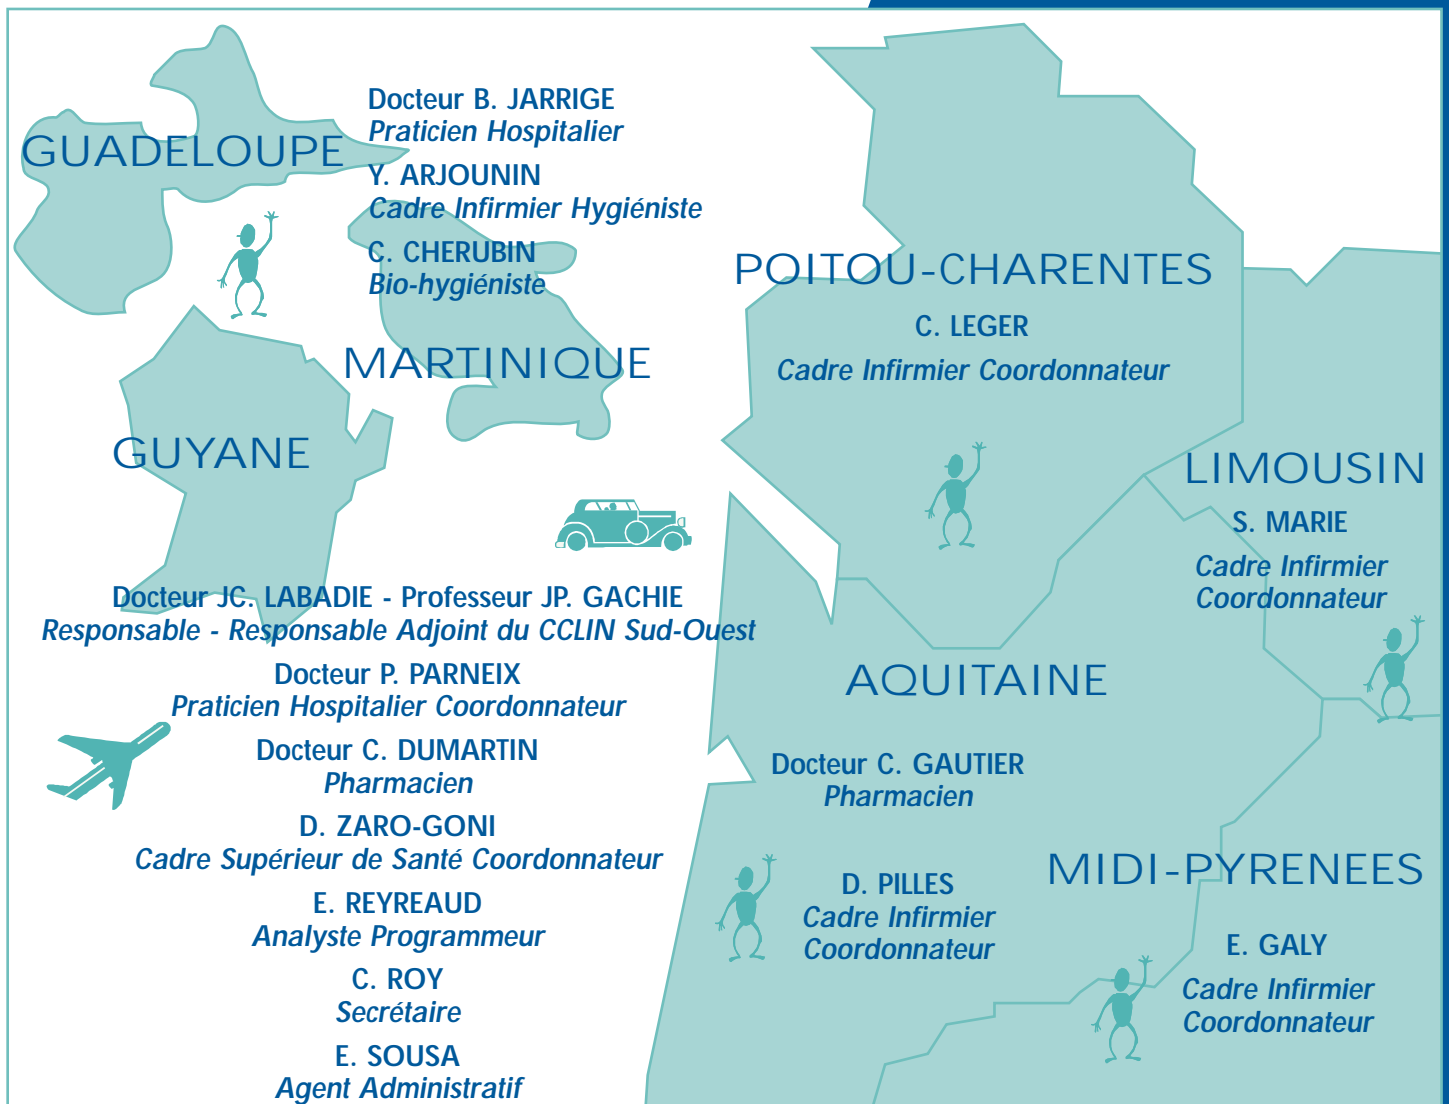 GUADELOUPE
Docteur B. JARRIGE
Praticien Hospitalier
Y. ARJOUNIN
Cadre Infirmier Hygiéniste
C. CHERUBIN
Bio-hygiéniste
MARTINIQUE
GUYANE
Docteur JC. LABADIE - Professeur JP. GACHIE
Responsable - Responsable Adjoint du CCLIN Sud-Ouest
Docteur P. PARNEIX
Praticien Hospitalier Coordonnateur
Docteur C. DUMARTIN
Pharmacien
D. ZARO-GONI
Cadre Supérieur de Santé Coordonnateur
E. REYREAUD
Analyste Programmeur
C. ROY
Secrétaire
E. SOUSA
Agent Administratif
POITOU-CHARENTES
C. LEGER
Cadre Infirmier Coordonnateur
LIMOUSIN
S. MARIE
Cadre Infirmier
Coordonnateur
AQUITAINE
Docteur C. GAUTIER
Pharmacien
D. PILLES
Cadre Infirmier
Coordonnateur
MIDI-PYRENEES
E. GALY
Cadre Infirmier
Coordonnateur